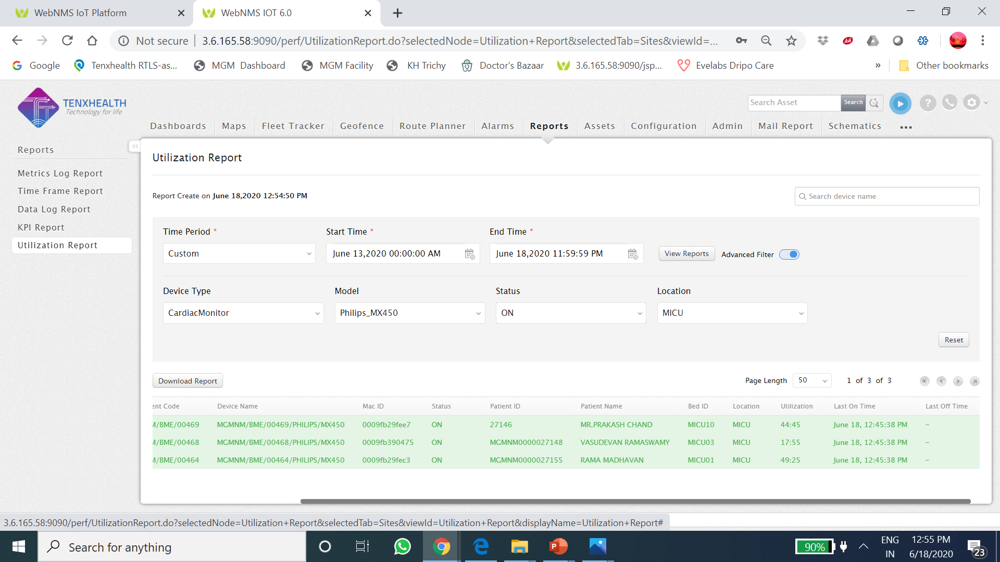 WebNMS IoT Platform
WebNMS IOT 6.0
Not secure
3.6.165.58:9090/perf/UtilizationReport.do?selectedNode=Utilization+Report&selectedTab=Sites&viewId=...
Ask
Google
Tenxhealth RTLS-as...
MGM Dashboard
MGM Facility
KH Trichy
Doctor's Bazaar
3.6.165.58:9090/jsp...
Evelabs Dripo Care
»
Other bookmarks
TENXHEALTH
Technology for life
Search Asset
Search
?
Dashboards
Maps
Fleet Tracker
Geofence
Route Planner
Alarms
Reports
Assets
Configuration
Admin
Mail Report
Schematics
...
Reports
Metrics Log Report
Time Frame Report
Data Log Report
KPI Report
Utilization Report
Utilization Report
Report Create on June 18,2020 12:54:50 PM
Search device name
Time Period *
Start Time *
End Time *
Custom
June 13,2020 00:00:00 AM
June 18,2020 11:59:59 PM
View Reports
Advanced Filter
Device Type
Model
Status
Location
CardiacMonitor
Philips_MX450
ON
MICU
Reset
Download Report
Page Length
50
1 of 3 of 3
ent Code Device Name Mac ID Status Patient ID Patient Name Bed ID Location Utilization Last On Time Last Off Time
M/BME/00469 MGMNM/BME/00469/PHILIPS/MX450 0009fb29fee7 ON 27146 MR.PRAKASH CHAND MICU10 MICU 44:45 June 18, 12:45:38 PM –
M/BME/00468 MGMNM/BME/00468/PHILIPS/MX450 0009fb390475 ON MGMNM0000027148 VASUDEVAN RAMASWAMY MICU03 MICU 17:55 June 18, 12:45:38 PM –
M/BME/00464 MGMNM/BME/00464/PHILIPS/MX450 0009fb29fec3 ON MGMNM0000027155 RAMA MADHAVAN MICU01 MICU 49:25 June 18, 12:45:38 PM –
3.6.165.58:9090/perf/UtilizationReport.do?selectedNode=Utilization+Report&selectedTab=Sites&viewId=Utilization+Report&displayName=Utilization+Report#
Search for anything
90%
ENG
IN
12:55 PM
6/18/2020
23